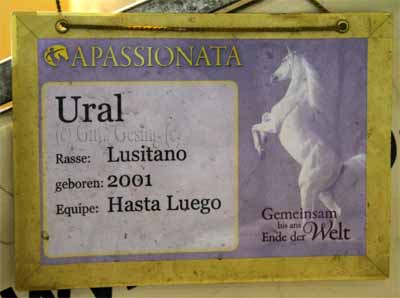 APASSIONATA
Ural
Rasse: Lusitano
geboren: 2001
Equipe: Hasta Luego
Gemeinsam
bis ans
Ende der Welt